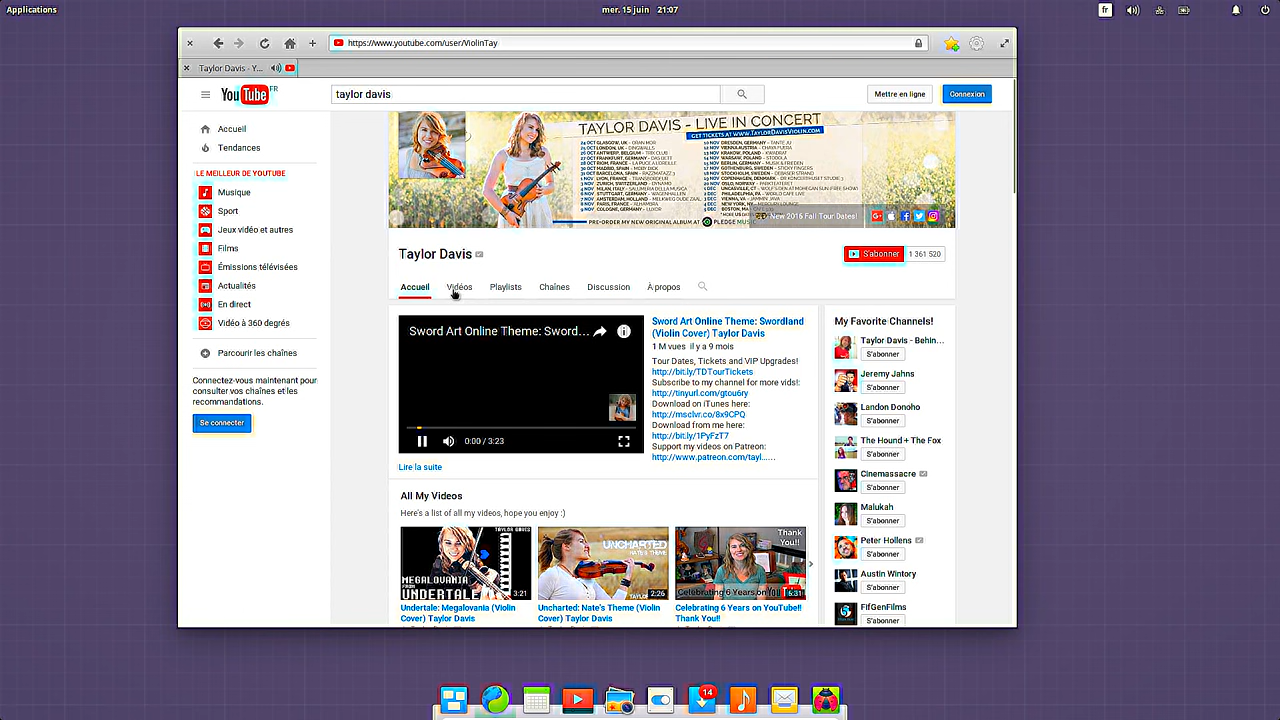 Applications
mer. 15 juin 21:07
fr
https://www.youtube.com/user/ViolinTay
Taylor Davis - Y...
YouTube FR
taylor davis
Mettre en ligne
Connexion
Accueil
Tendances
LE MEILLEUR DE YOUTUBE
Musique
Sport
Jeux vidéo et autres
Films
Émissions télévisées
Actualités
En direct
Vidéo à 360 degrés
Parcourir les chaînes
Connectez-vous maintenant pour
consulter vos chaînes et les
recommandations.
Se connecter
TAYLOR DAVIS - LIVE IN CONCERT
GET TICKETS AT WWW.TAYLORDAVISVIOLIN.COM
PRE-ORDER MY NEW ORIGINAL ALBUM AT PLEDGE MUSIC
New 2016 Fall Tour Dates!
Taylor Davis
S'abonner
1 361 520
Accueil
Vidéos
Playlists
Chaînes
Discussion
À propos
Sword Art Online Theme: Sword...
0:00 / 3:23
Lire la suite
Sword Art Online Theme: Swordland
(Violin Cover) Taylor Davis
1 M vues il y a 9 mois
Tour Dates, Tickets and VIP Upgrades!
http://bit.ly/TDTourTickets
Subscribe to my channel for more vids!:
http://tinyurl.com/gtou6ry
Download on iTunes here:
http://msclvr.co/8x9CPQ
Download from me here:
http://bit.ly/1PyFzT7
Support my videos on Patreon:
http://www.patreon.com/tayl......
All My Videos
Here's a list of all my videos, hope you enjoy :)
TAYLOR DAVIS
MEGALOVANIA
FROM
UNDERTALE
3:21
Undertale: Megalovania (Violin
Cover) Taylor Davis
UNCHARTED
NATE'S THEME
2:26
Uncharted: Nate's Theme (Violin
Cover) Taylor Davis
Thank
You!!
Celebrating 6 Years on
6:31
Celebrating 6 Years on YouTube!!
Thank You!!
My Favorite Channels!
Taylor Davis - Behin...
S'abonner
Jeremy Jahns
S'abonner
Landon Donoho
S'abonner
The Hound + The Fox
S'abonner
Cinemassacre
S'abonner
Malukah
S'abonner
Peter Hollens
S'abonner
Austin Wintory
S'abonner
FifGenFilms
S'abonner
14